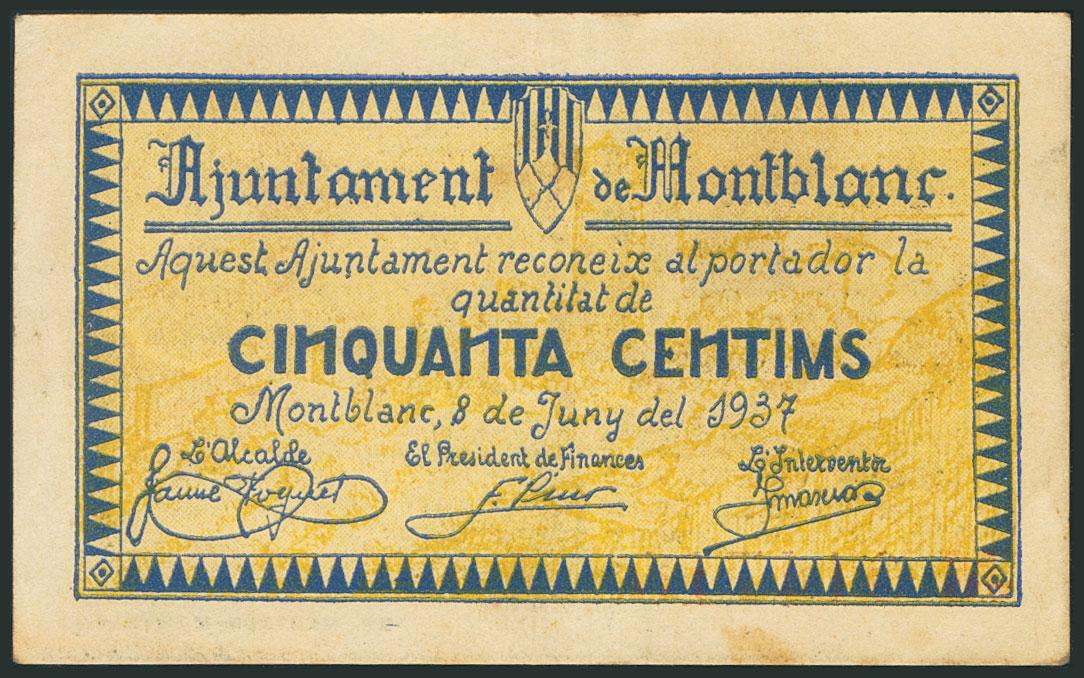 Ajuntament de Montblanc.
Aquest Ajuntament reconeix al portador la
quantitat de
CINQUANTA CENTIMS
Montblanc, 8 de Juny del 1937
L'Alcalde El President de Finances L'Interventor
Jaume